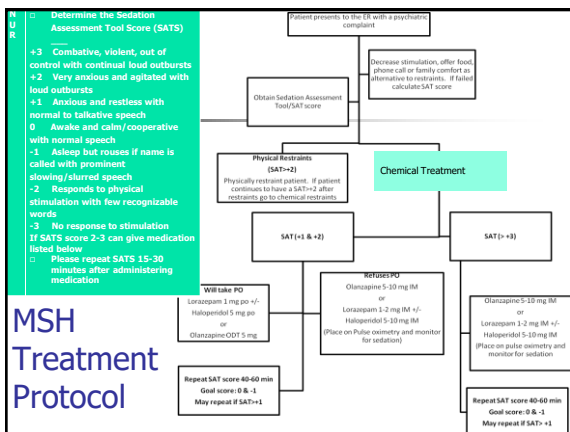 N
U
R
□ Determine the Sedation
Assessment Tool Score (SATS)
___
+3 Combative, violent, out of
control with continual loud outbursts
+2 Very anxious and agitated with
loud outbursts
+1 Anxious and restless with
normal to talkative speech
0 Awake and calm/cooperative
with normal speech
-1 Asleep but rouses if name is
called with prominent
slowing/slurred speech
-2 Responds to physical
stimulation with few recognizable
words
-3 No response to stimulation
If SATS score 2-3 can give medication
listed below
□ Please repeat SATS 15-30
minutes after administering
medication
MSH
Treatment
Protocol
Patient presents to the ER with a psychiatric
complaint
Decrease stimulation, offer food,
phone call or family comfort as
alternative to restraints. If failed
calculate SAT score
Obtain Sedation Assessment
Tool/SAT score
Physical Restraints
(SAT>+2)
Physically restraint patient. If patient
continues to have a SAT>+2 after
restraints go to chemical restraints
Chemical Treatment
SAT (+1 & +2)
SAT (> +3)
Will take PO
Lorazepam 1 mg po +/-
Haloperidol 5 mg po
or
Olanzapine ODT 5 mg
Refuses PO
Olanzapine 5-10 mg IM
or
Lorazepam 1-2 mg IM +/-
Haloperidol 5-10 mg IM
(Place on Pulse oximetry and monitor
for sedation)
Olanzapine 5-10 mg IM
or
Lorazepam 1-2 mg IM +/-
Haloperidol 5-10 mg IM
(Place on pulse oximetry and
monitor for sedation
Repeat SAT score 40-60 min
Goal score: 0 & -1
May repeat if SAT>+1
Repeat SAT score 40-60 min
Goal score: 0 & -1
May repeat if SAT> +1